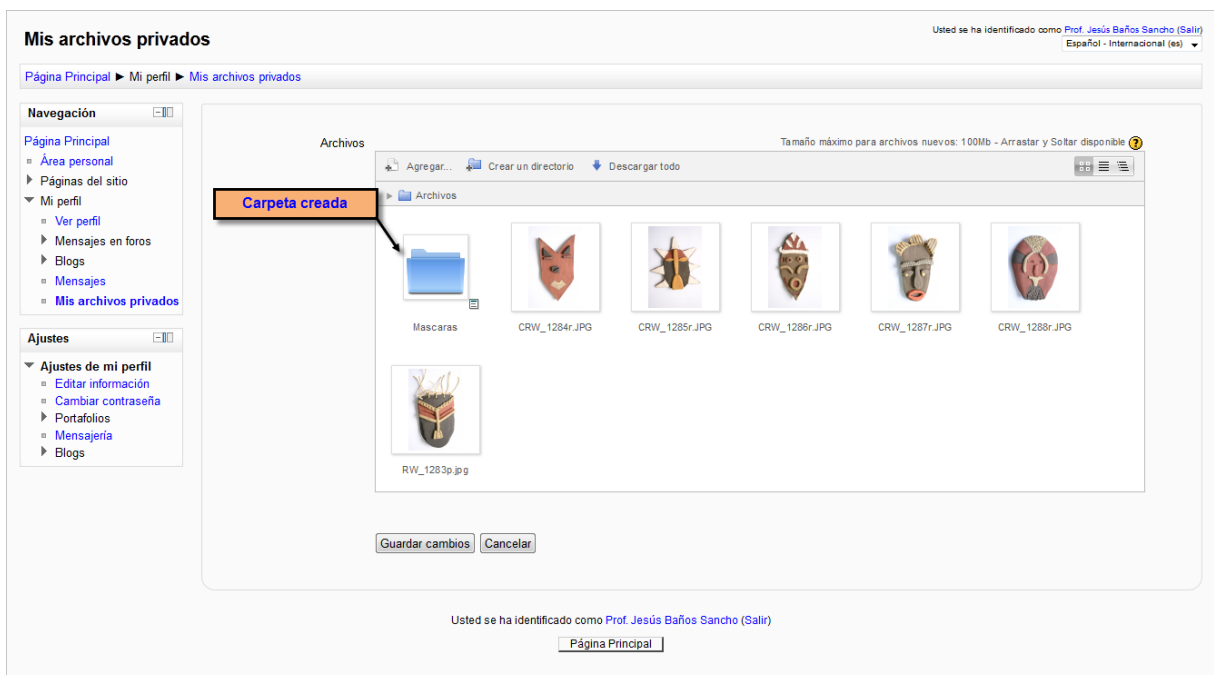 Mis archivos privados
Usted se ha identificado como Prof. Jesús Baños Sancho (Salir)
Español - Internacional (es)
Página Principal ► Mi perfil ► Mis archivos privados
Navegación
Página Principal
Área personal
Páginas del sitio
Mi perfil
Ver perfil
Mensajes en foros
Blogs
Mensajes
Mis archivos privados
Ajustes
Ajustes de mi perfil
Editar información
Cambiar contraseña
Portafolios
Mensajería
Blogs
Archivos
Tamaño máximo para archivos nuevos: 100Mb - Arrastar y Soltar disponible ?
Agregar... Crear un directorio Descargar todo
Archivos
Carpeta creada
Mascaras CRW_1284r.JPG CRW_1285r.JPG CRW_1286r.JPG CRW_1287r.JPG CRW_1288r.JPG
RW_1283p.jpg
Guardar cambios Cancelar
Usted se ha identificado como Prof. Jesús Baños Sancho (Salir)
Página Principal